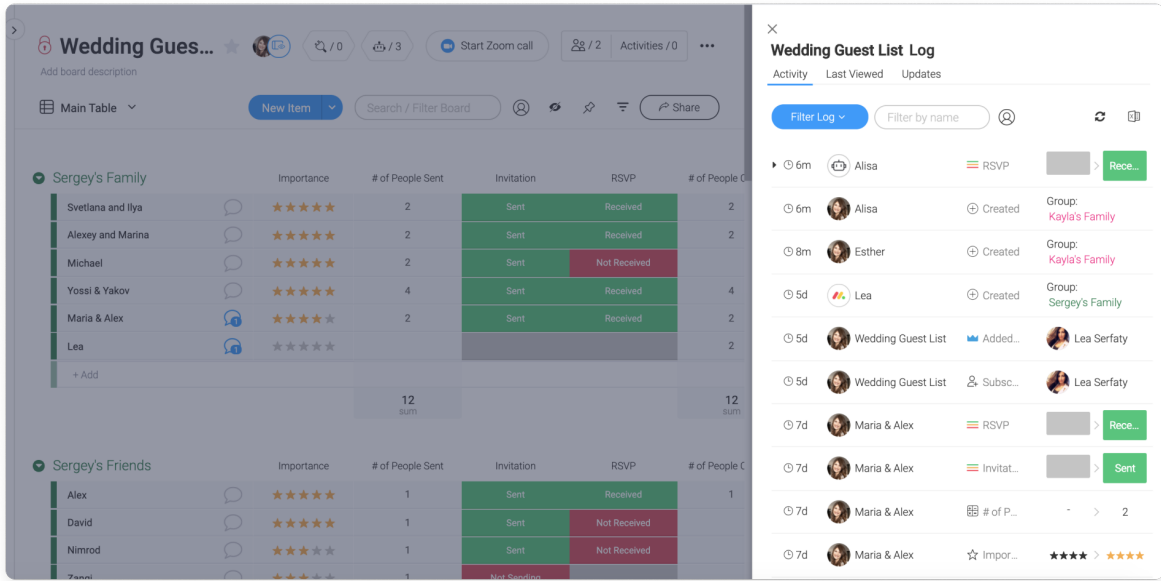 Wedding Gues...
/ 0
/ 3
Start Zoom call
/ 2
Activities / 0
Add board description
Main Table
New Item
Search / Filter Board
Share
Sergey's Family
Importance
# of People Sent
Invitation
RSVP
# of People C
Svetlana and Ilya
2
Sent
Received
2
Alexey and Marina
2
Sent
Received
2
Michael
2
Sent
Not Received
Yossi & Yakov
4
Sent
Received
4
Maria & Alex
1
2
Sent
Received
2
Lea
1
2
+ Add
12
sum
12
sum
Sergey's Friends
Importance
# of People Sent
Invitation
RSVP
# of People C
Alex
1
Sent
Received
1
David
1
Sent
Not Received
Nimrod
1
Sent
Not Received
Zangi
Not Sending
Wedding Guest List Log
Activity
Last Viewed
Updates
Filter Log
Filter by name
6m
Alisa
RSVP
Rece...
6m
Alisa
Created
Group:
Kayla's Family
8m
Esther
Created
Group:
Kayla's Family
5d
Lea
Created
Group:
Sergey's Family
5d
Wedding Guest List
Added...
Lea Serfaty
5d
Wedding Guest List
Subsc...
Lea Serfaty
7d
Maria & Alex
RSVP
Rece...
7d
Maria & Alex
Invitat...
Sent
7d
Maria & Alex
# of P...
-
2
7d
Maria & Alex
Impor...